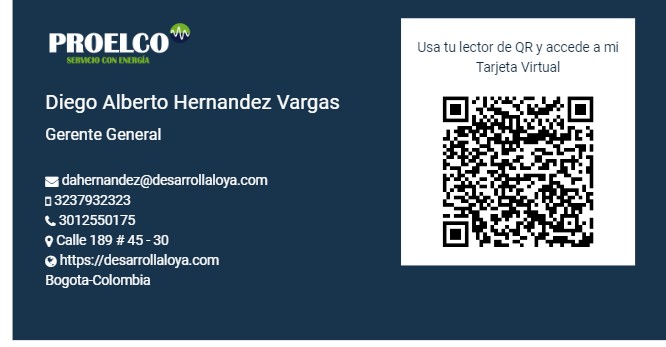 PROELCO
SERVICIO CON ENERGÍA
Diego Alberto Hernandez Vargas
Gerente General
dahernandez@desarrollaloya.com
3237932323
3012550175
Calle 189 # 45 - 30
https://desarrollaloya.com
Bogota-Colombia
Usa tu lector de QR y accede a mi
Tarjeta Virtual